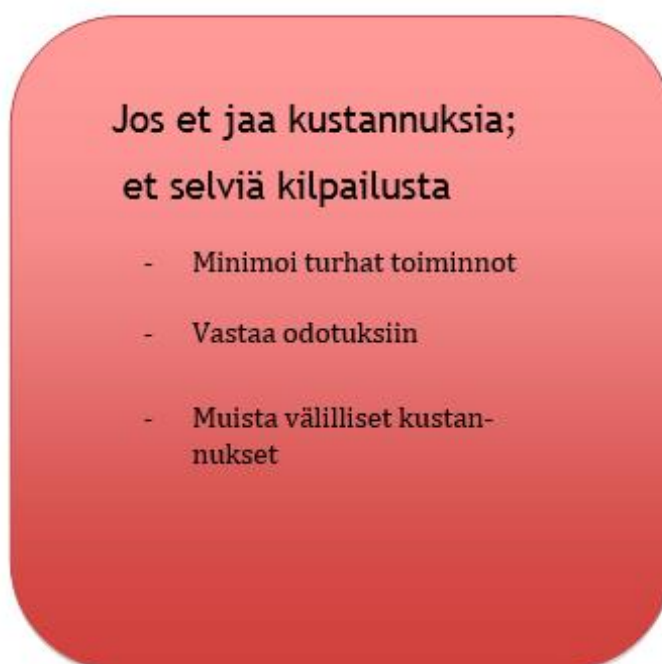 Jos et jaa kustannuksia;
et selviä kilpailusta
- Minimoi turhat toiminnot
- Vastaa odotuksiin
- Muista välilliset kustan-
nukset